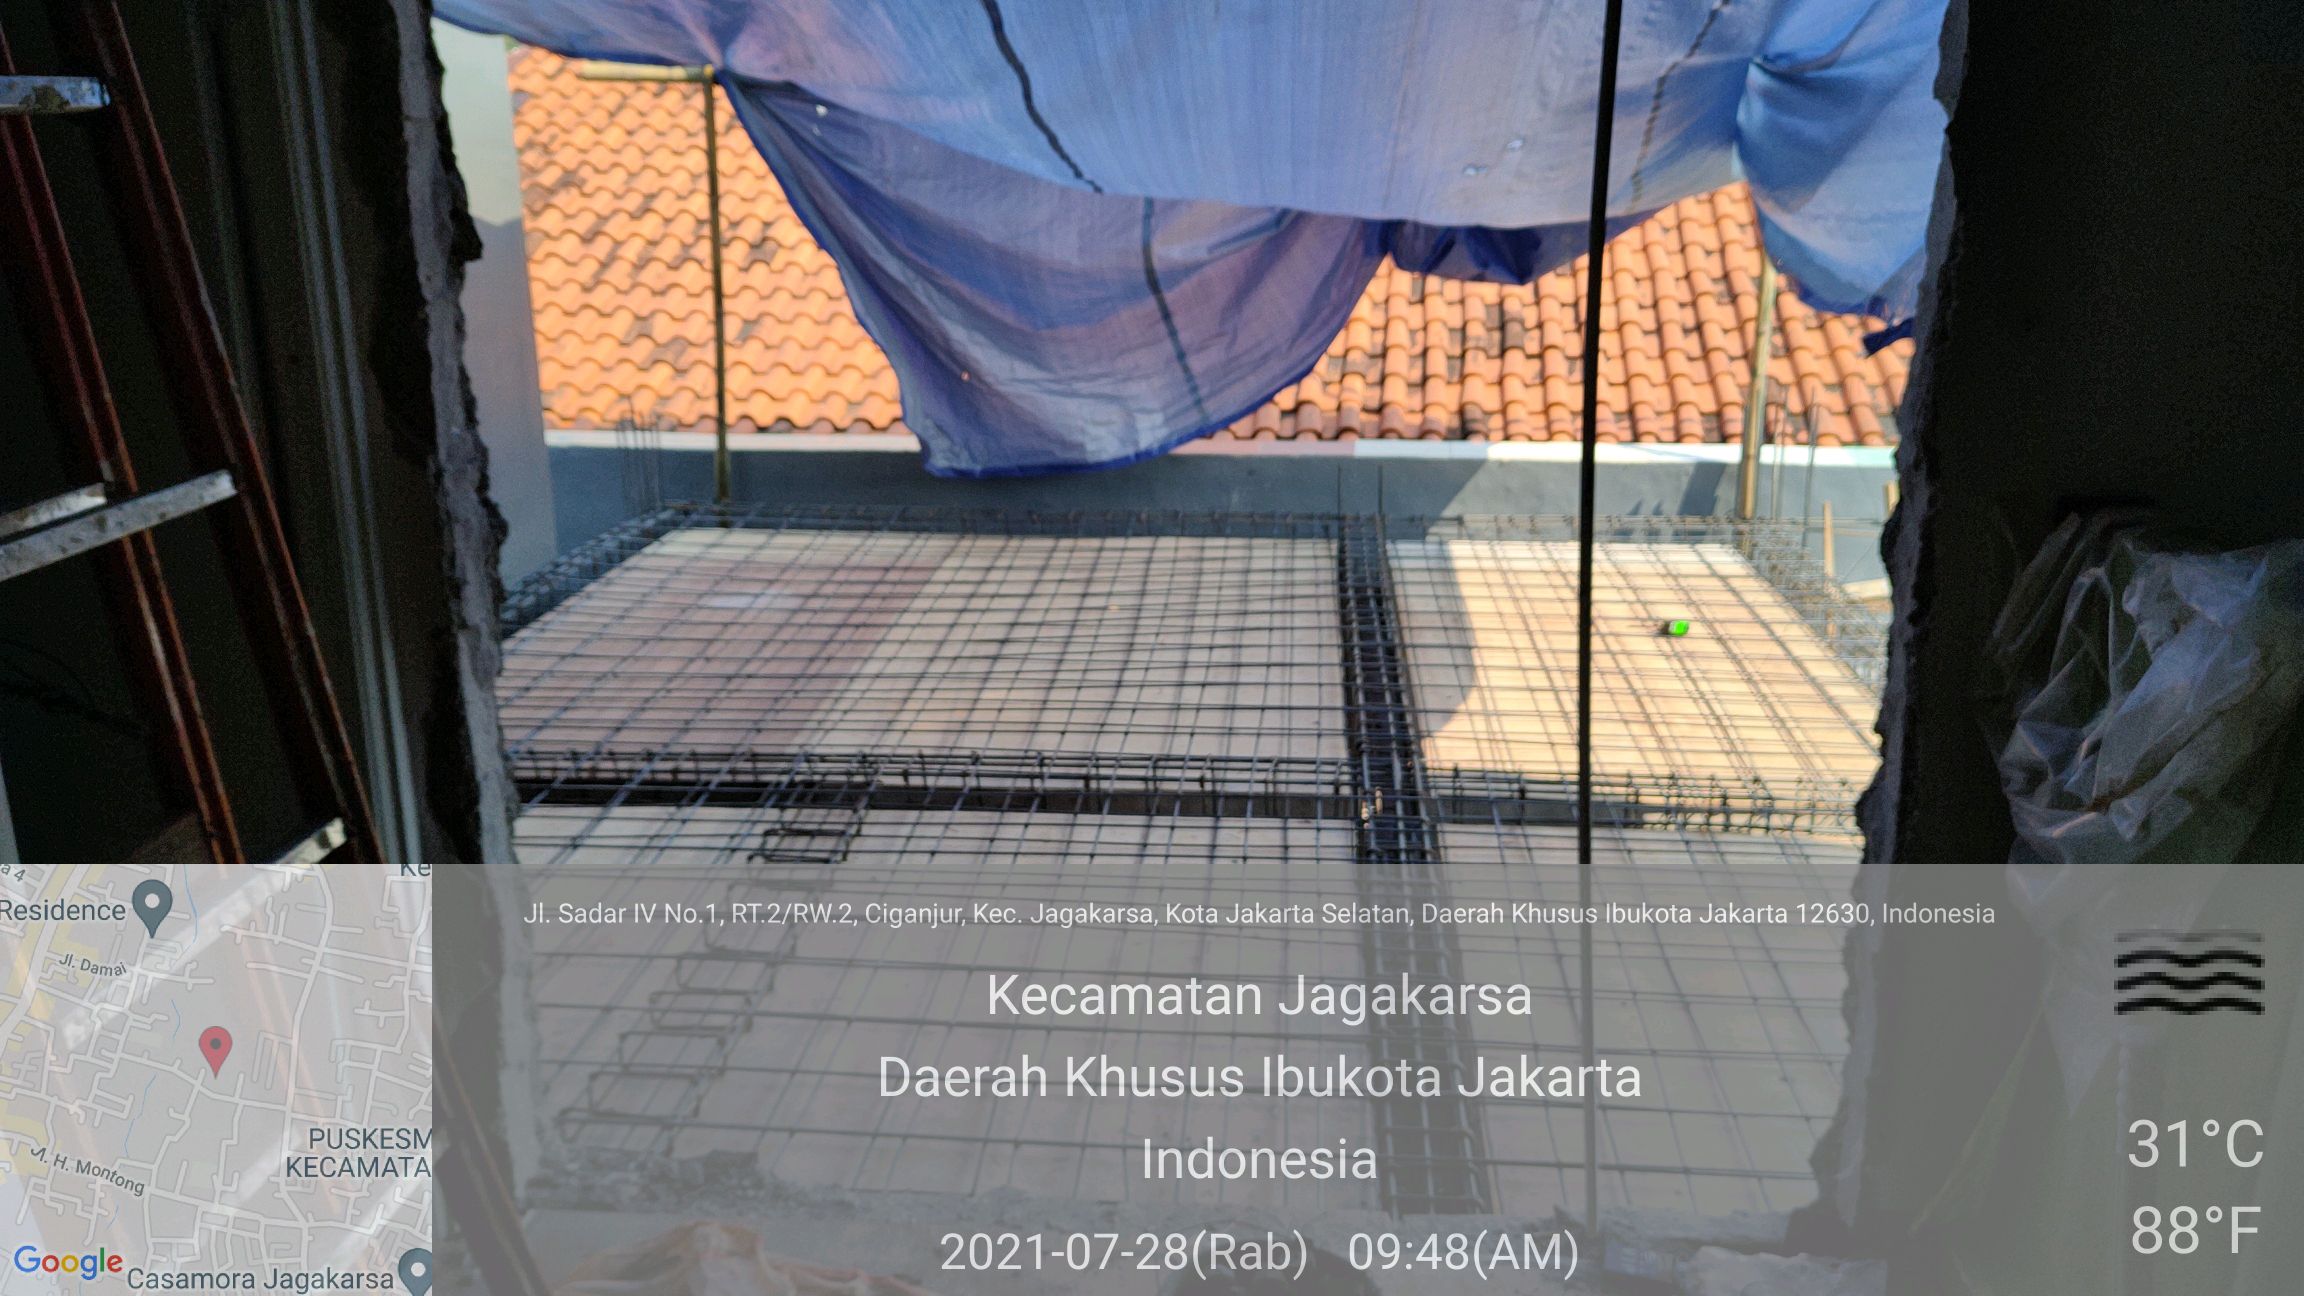 Ke
a 4
Residence
Jl. Damai
PUSKESM
KECAMATA
H. Montong
Google
Casamora Jagakarsa
Jl. Sadar IV No.1, RT.2/RW.2, Ciganjur, Kec. Jagakarsa, Kota Jakarta Selatan, Daerah Khusus Ibukota Jakarta 12630, Indonesia
Kecamatan Jagakarsa
Daerah Khusus Ibukota Jakarta
Indonesia
2021-07-28(Rab) 09:48(AM)
31°C
88°F